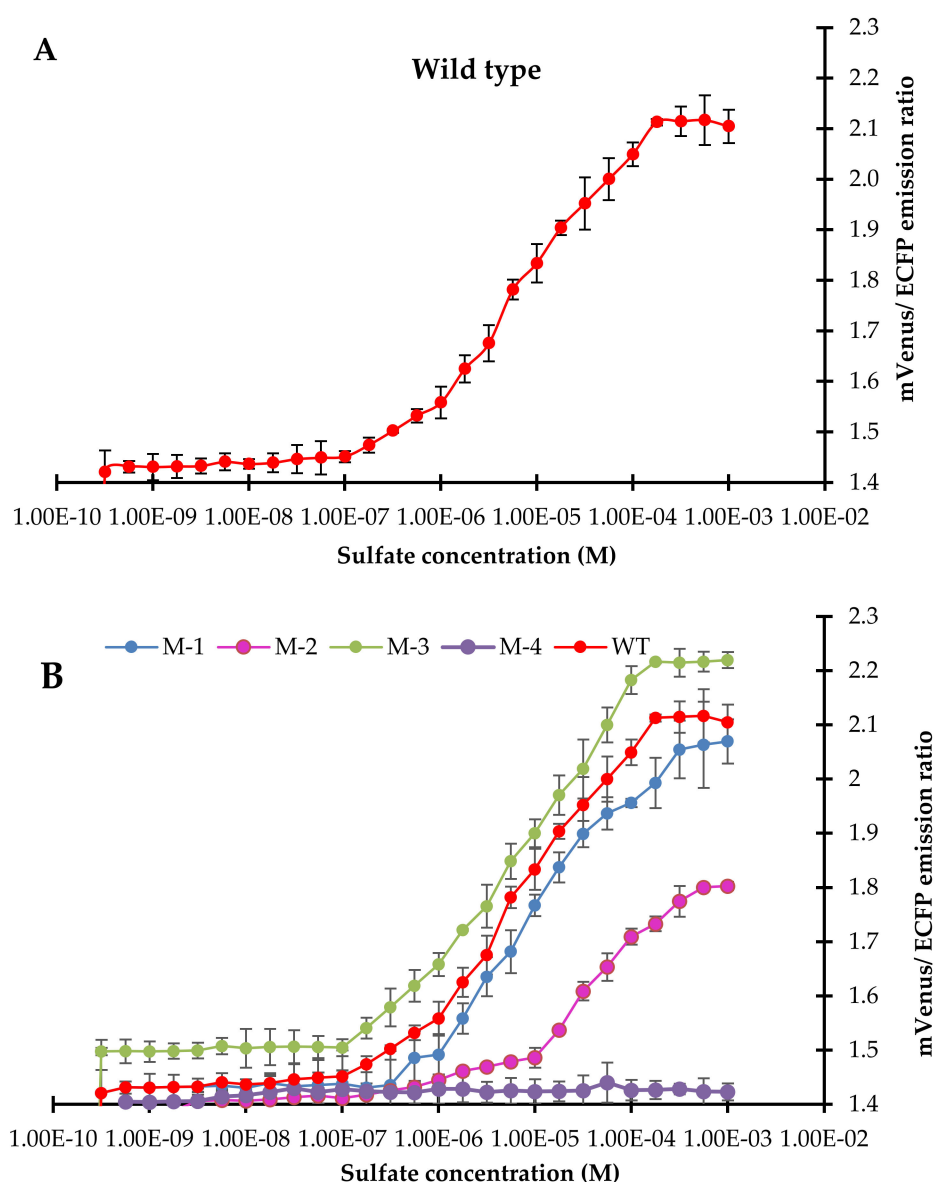 A
Wild type
2.3
2.2
2.1
2.0
1.9
1.8
1.7
1.6
1.5
1.4
mVenus/ ECFP emission ratio
1.00E-10 1.00E-09 1.00E-08 1.00E-07 1.00E-06 1.00E-05 1.00E-04 1.00E-03 1.00E-02
Sulfate concentration (M)
B
M-1 M-2 M-3 M-4 WT
2.3
2.2
2.1
2
1.9
1.8
1.7
1.6
1.5
1.4
mVenus/ ECFP emission ratio
1.00E-10 1.00E-09 1.00E-08 1.00E-07 1.00E-06 1.00E-05 1.00E-04 1.00E-03 1.00E-02
Sulfate concentration (M)